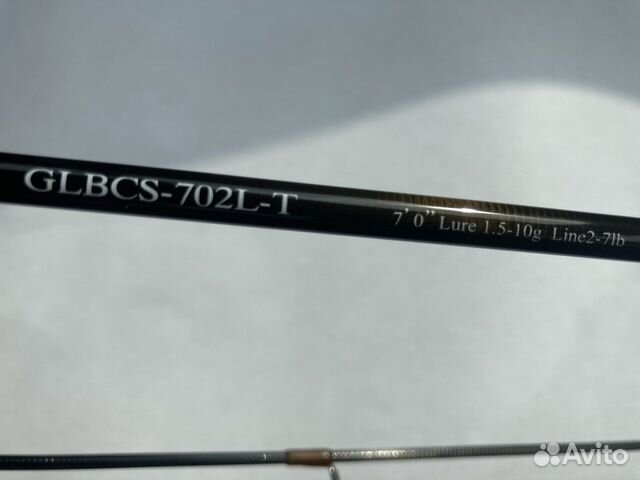 GLBCS-702L-T
7'0" Lure 1.5-10g Line2-7lb
Avito